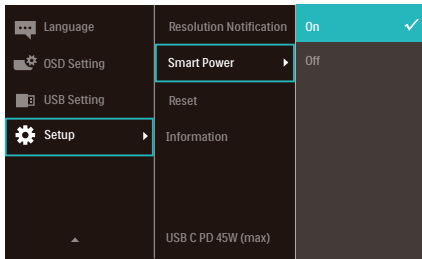 Language
OSD Setting
USB Setting
Setup
Resolution Notification
Smart Power
Reset
Information
USB C PD 45W (max)
On
Off